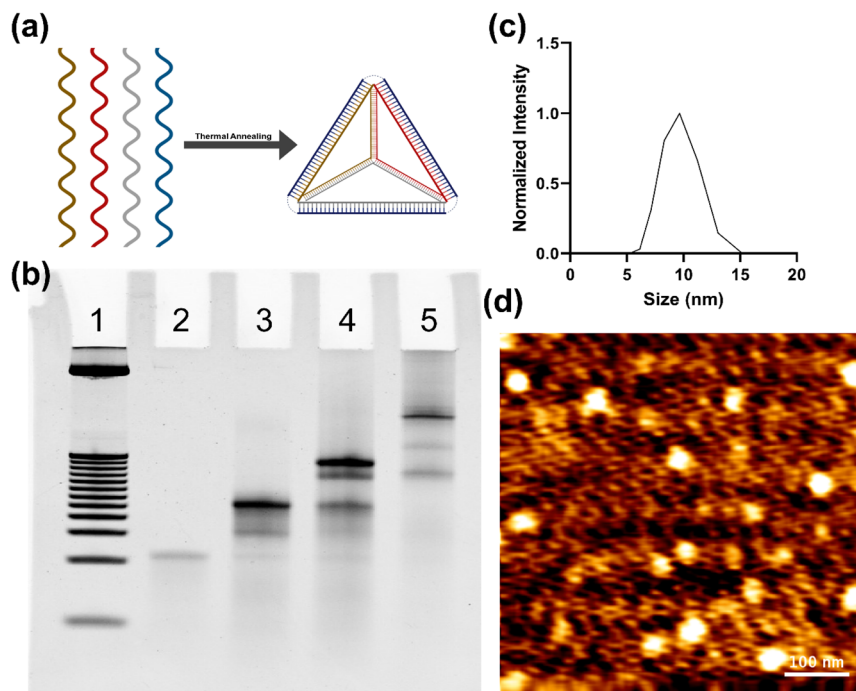 (a)
Thermal Annealing
(b)
1 2 3 4 5
(c)
Normalized Intensity
1.5
1.0
0.5
0.0
0 5 10 15 20
Size (nm)
(d)
100 nm